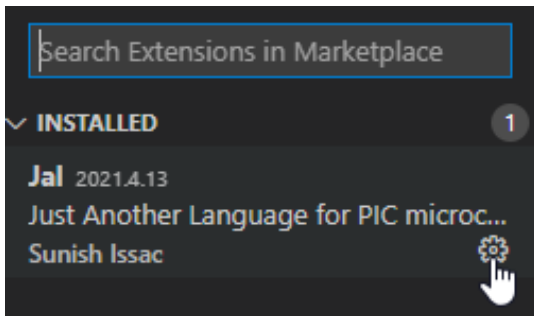 Search Extensions in Marketplace
INSTALLED 1
Jal 2021.4.13
Just Another Language for PIC microc...
Sunish Issac